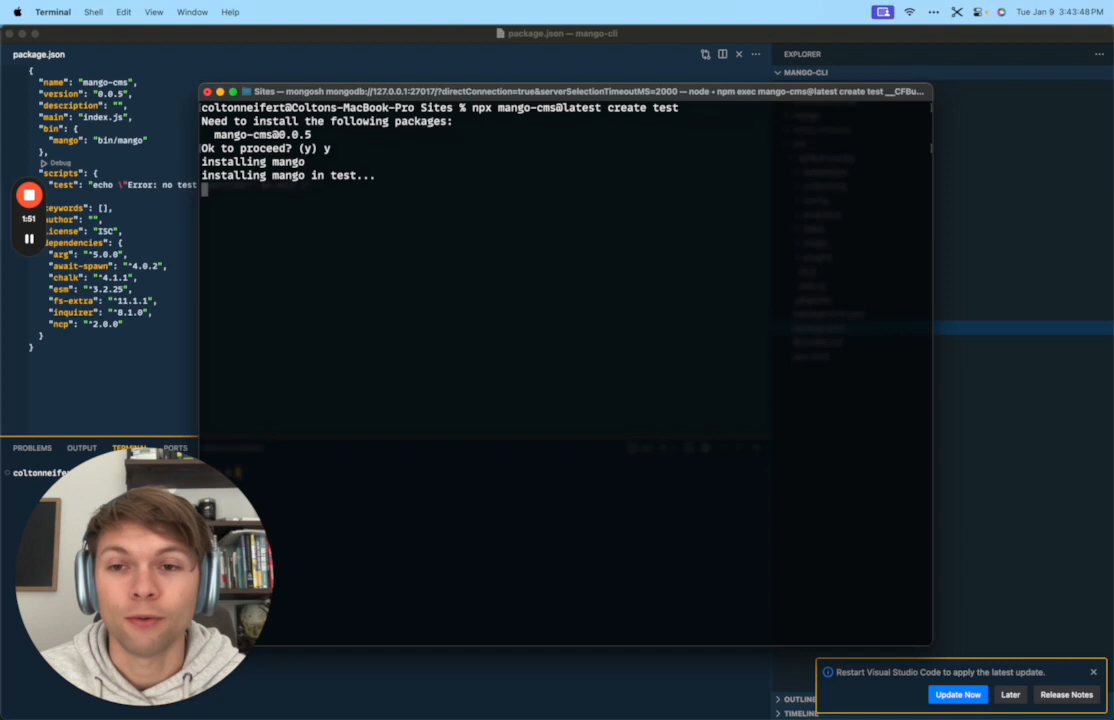 Terminal Shell Edit View Window Help
Tue Jan 9 3:43:48 PM
package.json — mango-cli
package.json
EXPLORER
MANGO-CLI
{
"name": "mango-cms",
"version": "0.0.5",
"description": "",
"main": "index.js",
"bin": {
"mango": "bin/mango"
},
Debug
"scripts": {
"test": "echo \"Error: no test
keywords": [],
author": "",
license": "ISC",
dependencies": {
"arg": "^5.0.0",
"await-spawn": "^4.0.2",
"chalk": "^4.1.1",
"esm": "^3.2.25",
"fs-extra": "^11.1.1",
"inquirer": "^8.1.0",
"ncp": "^2.0.0"
}
}
1:51
Sites — mongosh mongodb://127.0.0.1:27017/?directConnection=true&serverSelectionTimeoutMS=2000 — node • npm exec mango-cms@latest create test __CFBu...
coltonneifert@Coltons-MacBook-Pro Sites % npx mango-cms@latest create test
Need to install the following packages:
mango-cms@0.0.5
Ok to proceed? (y) y
installing mango
installing mango in test...
PROBLEMS OUTPUT TERMINAL PORTS
coltonneifer
OUTLINE
TIMELINE
Restart Visual Studio Code to apply the latest update.
Update Now Later Release Notes